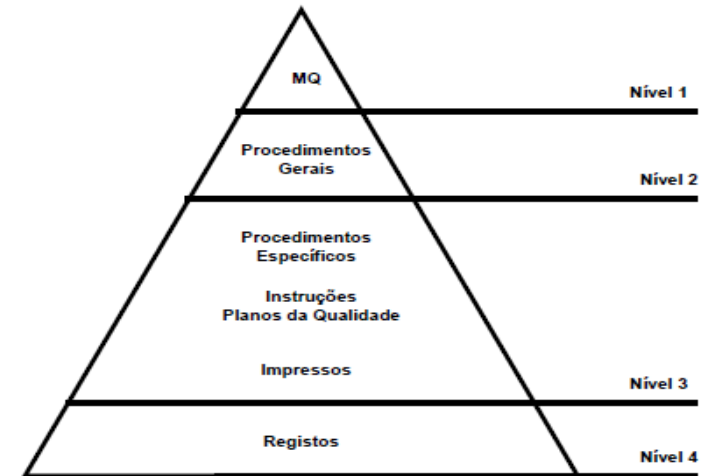 MQ
Nível 1
Procedimentos
Gerais
Nível 2
Procedimentos
Específicos
Instruções
Planos da Qualidade
Impressos
Nível 3
Registos
Nível 4